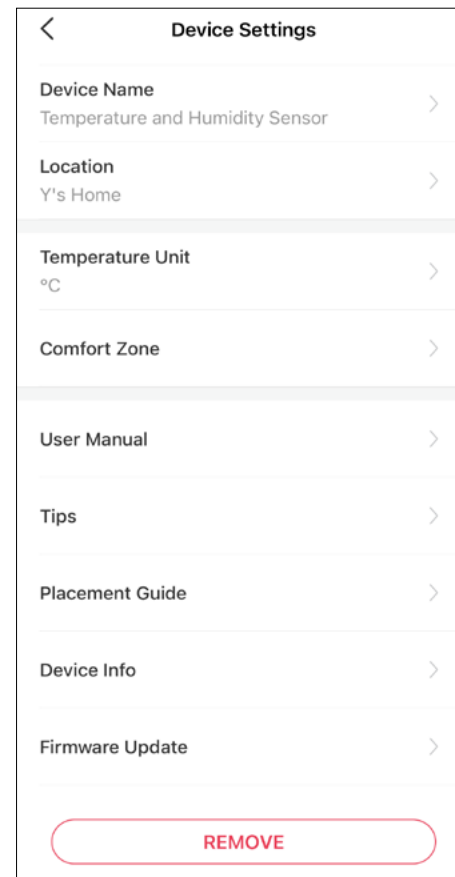 Device Settings
Device Name
Temperature and Humidity Sensor
Location
Y's Home
Temperature Unit
°C
Comfort Zone
User Manual
Tips
Placement Guide
Device Info
Firmware Update
REMOVE